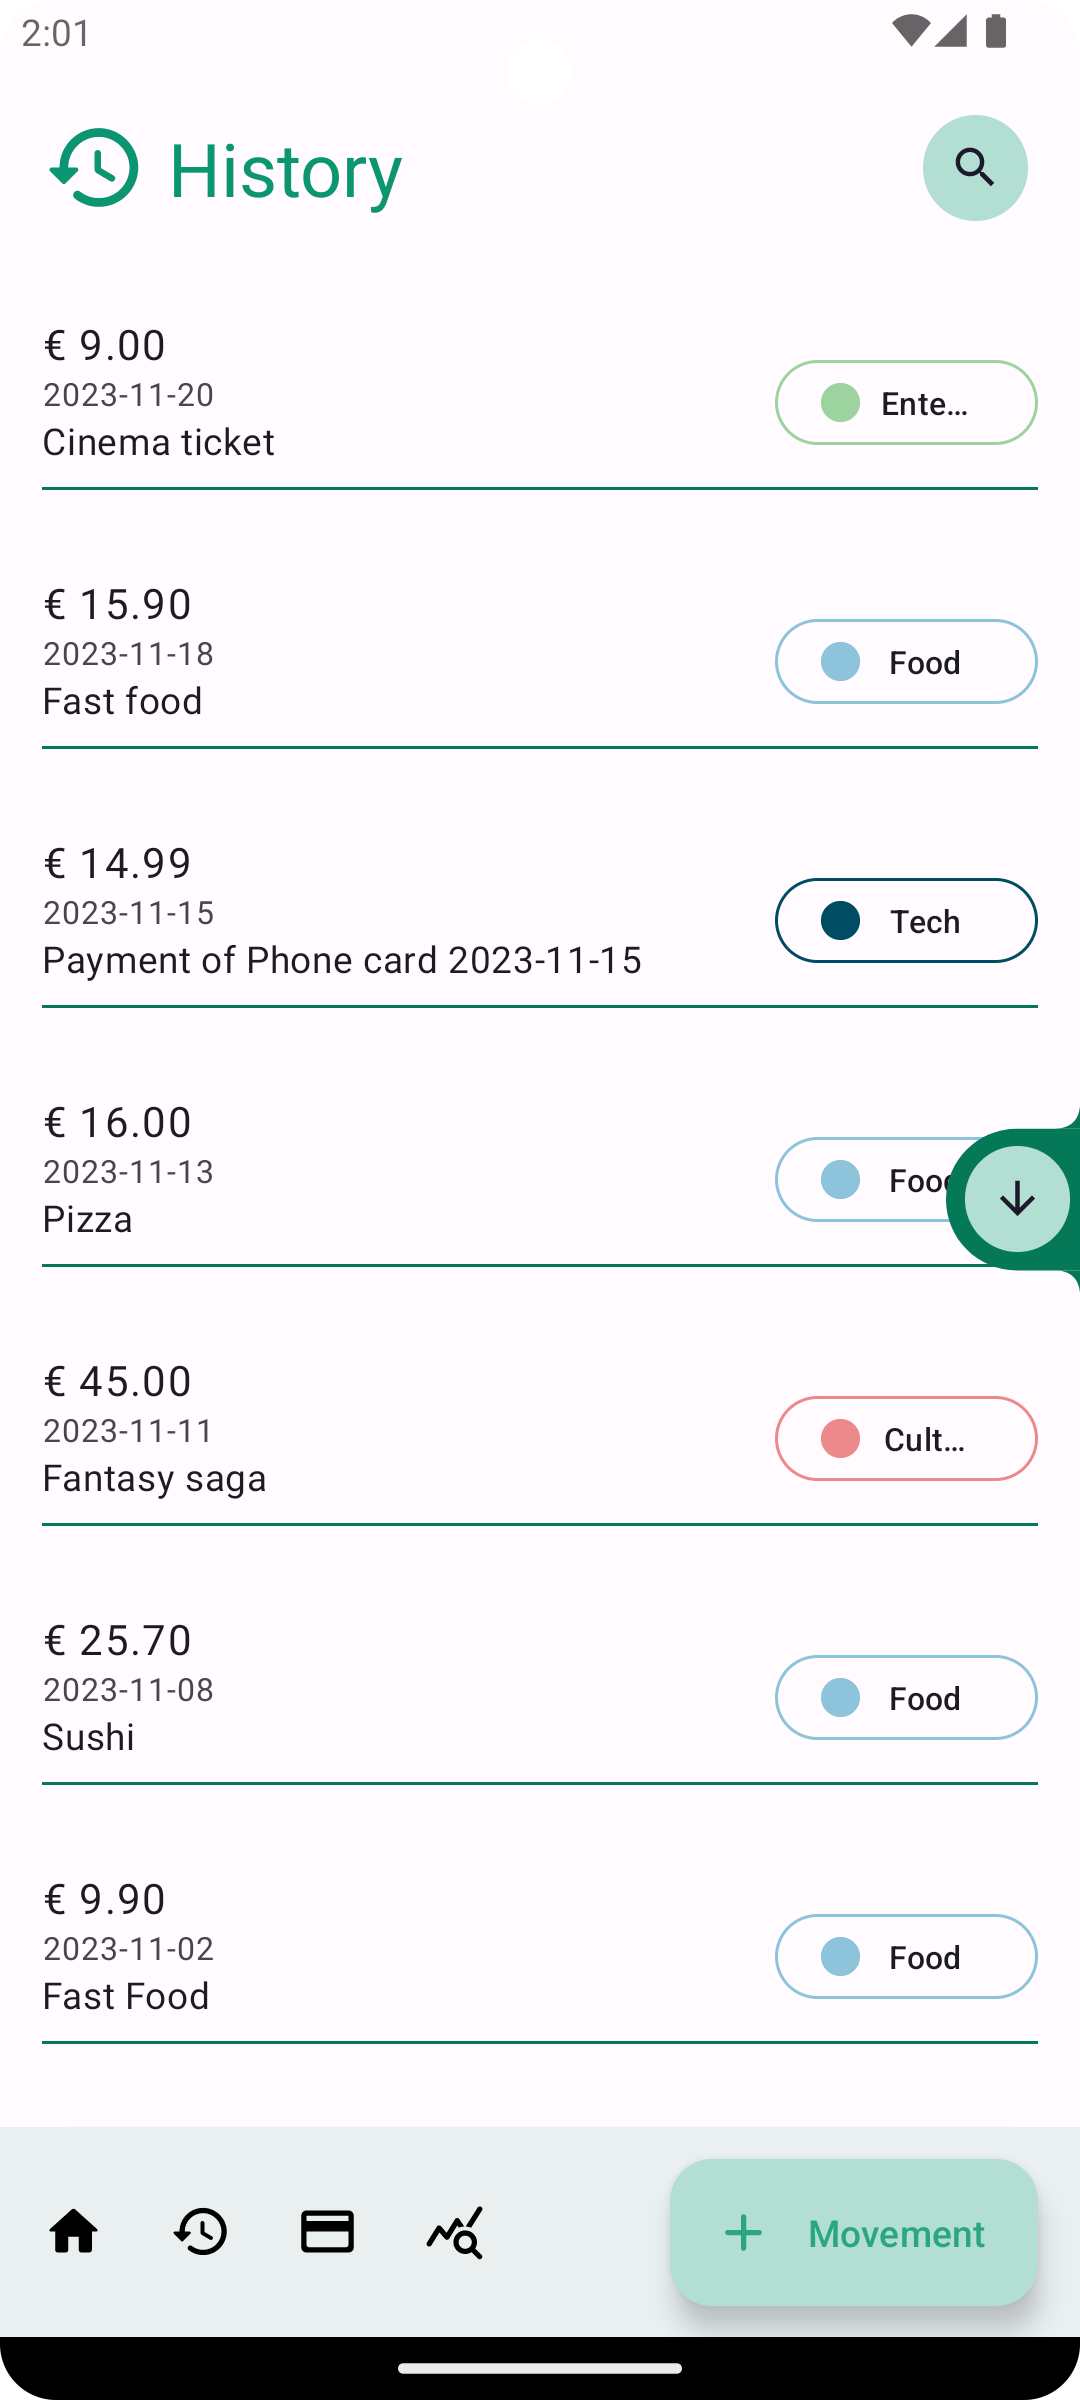 2:01
History
€ 9.00
2023-11-20
Cinema ticket
Ente...
€ 15.90
2023-11-18
Fast food
Food
€ 14.99
2023-11-15
Payment of Phone card 2023-11-15
Tech
€ 16.00
2023-11-13
Pizza
Food
€ 45.00
2023-11-11
Fantasy saga
Cult...
€ 25.70
2023-11-08
Sushi
Food
€ 9.90
2023-11-02
Fast Food
Food
Movement